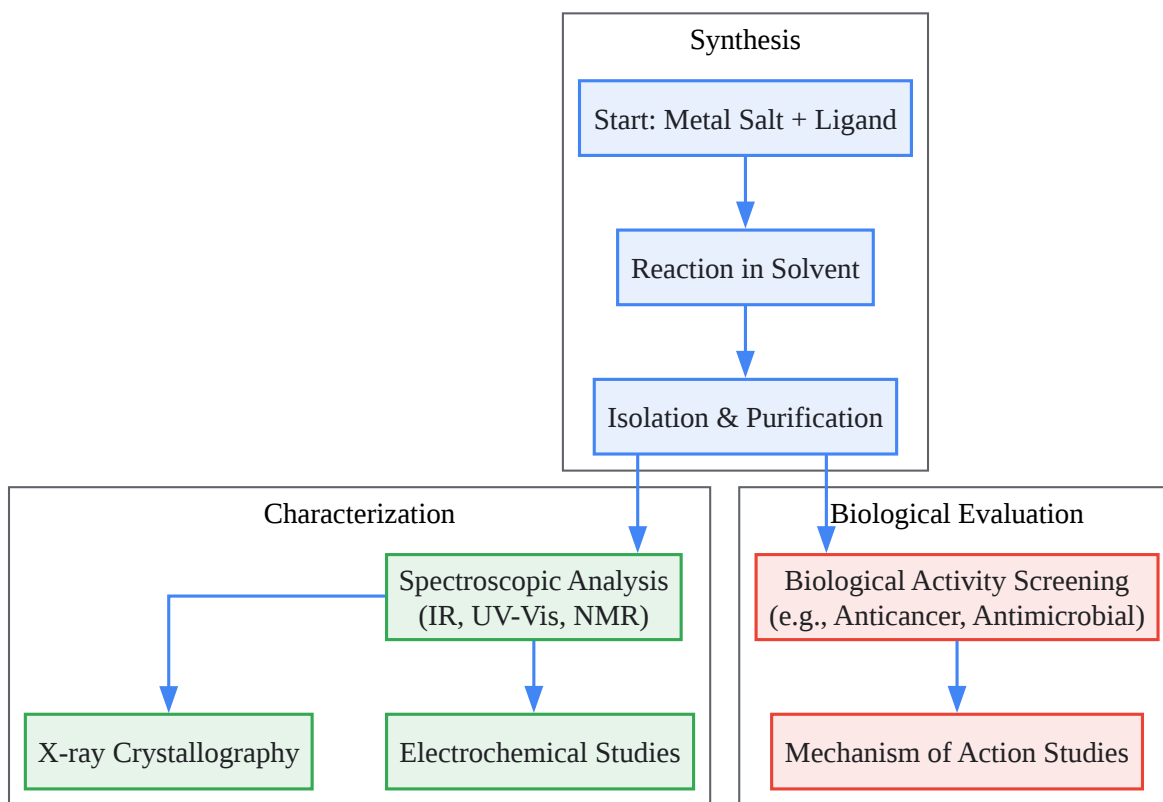 Synthesis
Start: Metal Salt + Ligand
Reaction in Solvent
Isolation & Purification
Characterization
Spectroscopic Analysis
(IR, UV-Vis, NMR)
X-ray Crystallography
Electrochemical Studies
Biological Evaluation
Biological Activity Screening
(e.g., Anticancer, Antimicrobial)
Mechanism of Action Studies